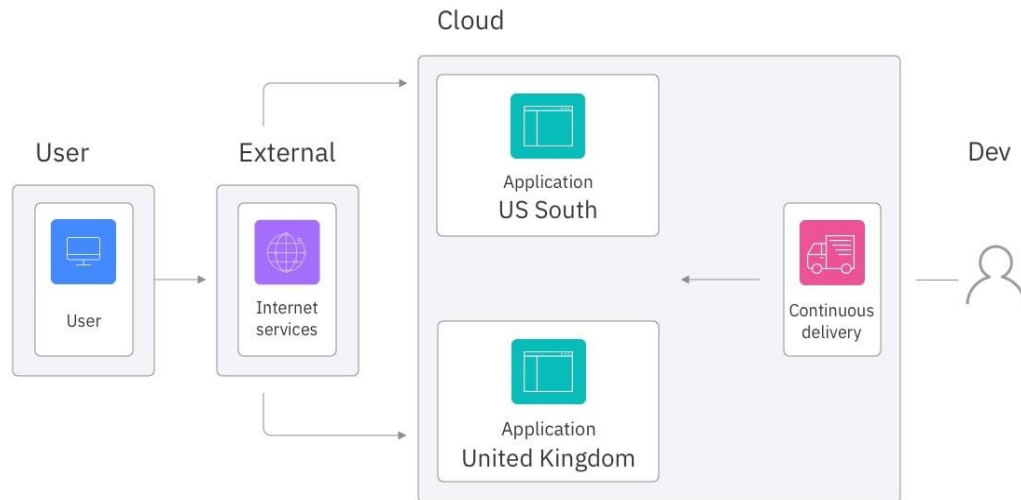 Cloud
User
External
Dev
Application
US South
User
Internet
services
Continuous
delivery
Application
United Kingdom